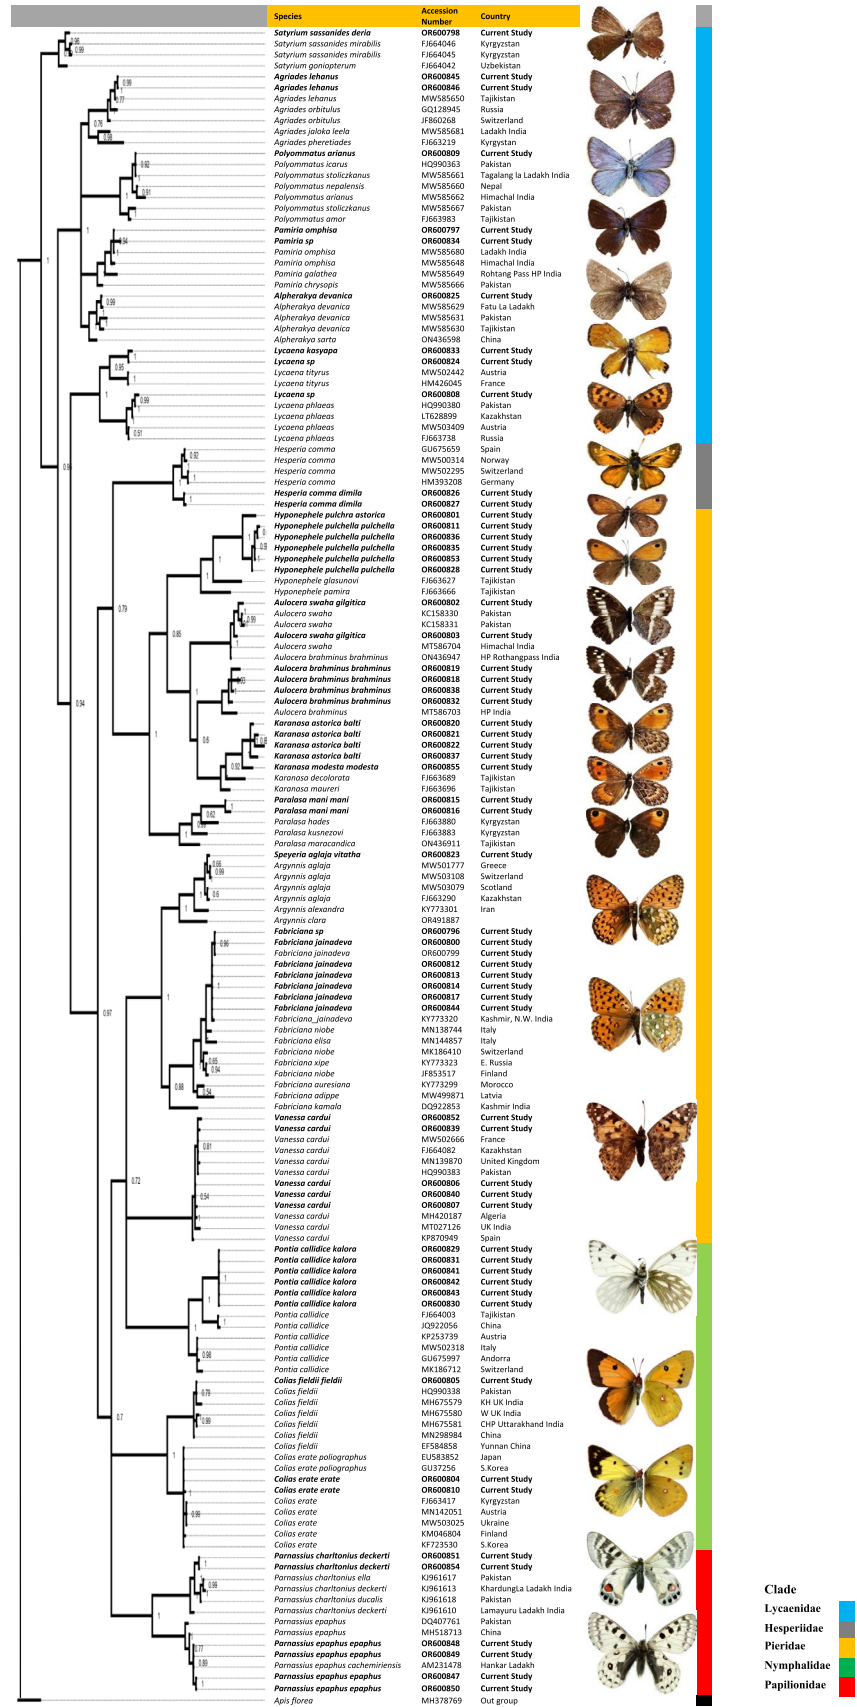 Species Accession Number Country
Satyrium sassanides deria OR600798 Current Study
Satyrium sassanides mirabilis FJ664046 Kyrgyzstan
Satyrium sassanides mirabilis FJ664045 Kyrgyzstan
Satyrium goniopterum FJ664042 Uzbekistan
Agriades lehanus OR600845 Current Study
Agriades lehanus OR600846 Current Study
Agriades lehanus MW585650 Tajikistan
Agriades orbitulus GQ128945 Russia
Agriades orbitulus JF860268 Switzerland
Agriades jaloka leela MW585681 Ladakh India
Agriades pheretiades FJ663219 Kyrgystan
Polyommatus arianus OR600809 Current Study
Polyommatus icarus HQ990363 Pakistan
Polyommatus stoliczkanus MW585661 Tagalang la Ladakh India
Polyommatus nepalensis MW585660 Nepal
Polyommatus arianus MW585662 Himachal India
Polyommatus stoliczkanus MW585667 Pakistan
Polyommatus amor FJ663983 Tajikistan
Pamiria omphisa OR600797 Current Study
Pamiria sp OR600834 Current Study
Pamiria omphisa MW585680 Ladakh India
Pamiria omphisa MW585648 Himachal India
Pamiria galathea MW585649 Rohtang Pass HP India
Pamiria chrysopis MW585666 Pakistan
Alpherakya devanica OR600825 Current Study
Alpherakya devanica MW585629 Fatu La Ladakh
Alpherakya devanica MW585631 Pakistan
Alpherakya devanica MW585630 Tajikistan
Alpherakya sarta ON436598 China
Lycaena kasyapa OR600833 Current Study
Lycaena sp OR600824 Current Study
Lycaena tityrus MW502442 Austria
Lycaena tityrus HM426045 France
Lycaena sp OR600808 Current Study
Lycaena phlaeas HQ990380 Pakistan
Lycaena phlaeas LT628899 Kazakhstan
Lycaena phlaeas MW503409 Austria
Lycaena phlaeas FJ663738 Russia
Hesperia comma GU675659 Spain
Hesperia comma MW500314 Norway
Hesperia comma MW502295 Switzerland
Hesperia comma HM393208 Germany
Hesperia comma dimila OR600826 Current Study
Hesperia comma dimila OR600827 Current Study
Hyponephele pulchra astorica OR600801 Current Study
Hyponephele pulchella pulchella OR600811 Current Study
Hyponephele pulchella pulchella OR600836 Current Study
Hyponephele pulchella pulchella OR600835 Current Study
Hyponephele pulchella pulchella OR600853 Current Study
Hyponephele pulchella pulchella OR600828 Current Study
Hyponephele glasunovi FJ663627 Tajikistan
Hyponephele pamira FJ663666 Tajikistan
Aulocera swaha gilgitica OR600802 Current Study
Aulocera swaha KC158330 Pakistan
Aulocera swaha KC158331 Pakistan
Aulocera swaha gilgitica OR600803 Current Study
Aulocera swaha MT586704 Himachal India
Aulocera brahminus brahminus ON436947 HP Rothangpass India
Aulocera brahminus brahminus OR600819 Current Study
Aulocera brahminus brahminus OR600818 Current Study
Aulocera brahminus brahminus OR600838 Current Study
Aulocera brahminus brahminus OR600832 Current Study
Aulocera brahminus MT586703 HP India
Karanasa astorica balti OR600820 Current Study
Karanasa astorica balti OR600821 Current Study
Karanasa astorica balti OR600822 Current Study
Karanasa astorica balti OR600837 Current Study
Karanasa modesta modesta OR600855 Current Study
Karanasa decolorata FJ663689 Tajikistan
Karanasa maureri FJ663696 Tajikistan
Paralasa mani mani OR600815 Current Study
Paralasa mani mani OR600816 Current Study
Paralasa hades FJ663880 Kyrgyzstan
Paralasa kusnezovi FJ663883 Kyrgyzstan
Paralasa maracandica ON436911 Tajikistan
Speyeria aglaja vitatha OR600823 Current Study
Argynnis aglaja MW501777 Greece
Argynnis aglaja MW503108 Switzerland
Argynnis aglaja MW503079 Scotland
Argynnis aglaja FJ663290 Kazakhstan
Argynnis alexandra KY773301 Iran
Argynnis clara OR491887
Fabriciana sp OR600796 Current Study
Fabriciana jainadeva OR600800 Current Study
Fabriciana jainadeva OR600799 Current Study
Fabriciana jainadeva OR600812 Current Study
Fabriciana jainadeva OR600813 Current Study
Fabriciana jainadeva OR600814 Current Study
Fabriciana jainadeva OR600817 Current Study
Fabriciana jainadeva OR600844 Current Study
Fabriciana_jainadeva KY773320 Kashmir, N.W. India
Fabriciana niobe MN138744 Italy
Fabriciana elisa MN144857 Italy
Fabriciana niobe MK186410 Switzerland
Fabriciana xipe KY773323 E. Russia
Fabriciana niobe JF853517 Finland
Fabriciana auresiana KY773299 Morocco
Fabriciana adippe MW499871 Latvia
Fabriciana kamala DQ922853 Kashmir India
Vanessa cardui OR600852 Current Study
Vanessa cardui OR600839 Current Study
Vanessa cardui MW502666 France
Vanessa cardui FJ664082 Kazakhstan
Vanessa cardui MN139870 United Kingdom
Vanessa cardui HQ990383 Pakistan
Vanessa cardui OR600806 Current Study
Vanessa cardui OR600840 Current Study
Vanessa cardui OR600807 Current Study
Vanessa cardui MH420187 Algeria
Vanessa cardui MT027126 UK India
Vanessa cardui KP870949 Spain
Pontia callidice kalora OR600829 Current Study
Pontia callidice kalora OR600831 Current Study
Pontia callidice kalora OR600841 Current Study
Pontia callidice kalora OR600842 Current Study
Pontia callidice kalora OR600843 Current Study
Pontia callidice kalora OR600830 Current Study
Pontia callidice FJ664003 Tajikistan
Pontia callidice JQ922056 China
Pontia callidice KP253739 Austria
Pontia callidice MW502318 Italy
Pontia callidice GU675997 Andorra
Pontia callidice MK186712 Switzerland
Colias fieldii fieldii OR600805 Current Study
Colias fieldii HQ990338 Pakistan
Colias fieldii MH675579 KH UK India
Colias fieldii MH675580 W UK India
Colias fieldii MH675581 CHP Uttarakhand India
Colias fieldii MN298984 China
Colias fieldii EF584858 Yunnan China
Colias erate poliographus EU583852 Japan
Colias erate poliographus GU37256 S.Korea
Colias erate erate OR600804 Current Study
Colias erate erate OR600810 Current Study
Colias erate FJ663417 Kyrgyzstan
Colias erate MN142051 Austria
Colias erate MW503025 Ukraine
Colias erate KM046804 Finland
Colias erate KF723530 S.Korea
Parnassius charltonius deckerti OR600851 Current Study
Parnassius charltonius deckerti OR600854 Current Study
Parnassius charltonius ella KJ961617 Pakistan
Parnassius charltonius deckerti KJ961613 KhardungLa Ladakh India
Parnassius charltonius ducalis KJ961618 Pakistan
Parnassius charltonius deckerti KJ961610 Lamayuru Ladakh India
Parnassius epaphus DQ407761 Pakistan
Parnassius epaphus MH518713 China
Parnassius epaphus epaphus OR600848 Current Study
Parnassius epaphus epaphus OR600849 Current Study
Parnassius epaphus cachemiriensis AM231478 Hankar Ladakh
Parnassius epaphus epaphus OR600847 Current Study
Parnassius epaphus epaphus OR600850 Current Study
Apis florea MH378769 Out group
Clade
Lycaenidae
Hesperiidae
Pieridae
Nymphalidae
Papilionidae